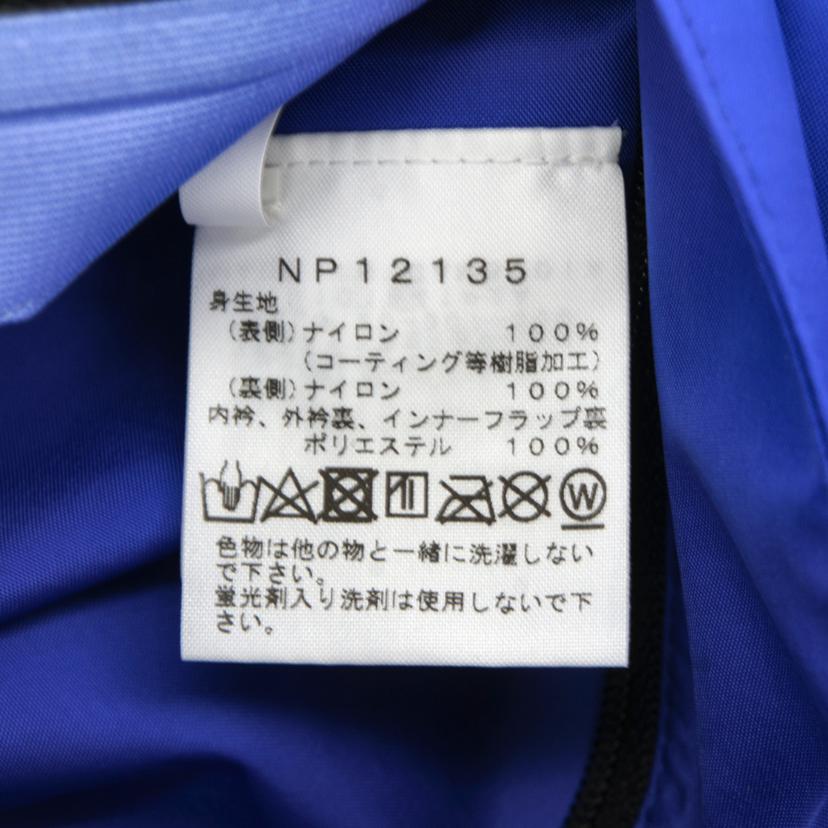 NP12135
身生地
(表側)ナイロン 100%
(コーティング等樹脂加工)
(裏側)ナイロン 100%
内衿、外衿裏、インナーフラップ裏
ポリエステル 100%
W
色物は他の物と一緒に洗濯しない
で下さい。
蛍光剤入り洗剤は使用しないで下
さい。